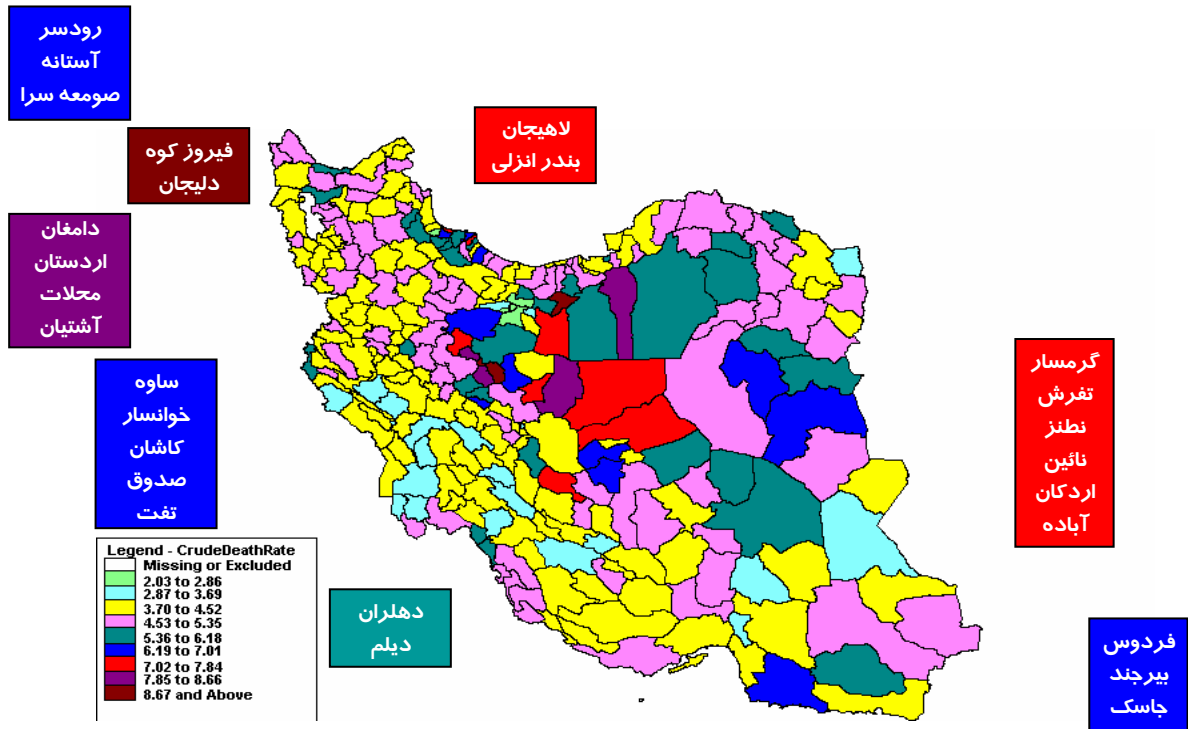 رودسر
آستانه
صومعه سرا
لاهیجان
بندر انزلی
فیروز کوه
دلیجان
دامغان
اردستان
محلات
آشتیان
گرمسار
تفرش
نطنز
نائین
اردکان
آباده
ساوه
خوانسار
کاشان
صدوق
تفت
Legend - CrudeDeathRate
Missing or Excluded
2.03 to 2.86
2.87 to 3.69
3.70 to 4.52
4.53 to 5.35
5.36 to 6.18
6.19 to 7.01
7.02 to 7.84
7.85 to 8.66
8.67 and Above
دهلران
دیلم
فردوس
بیرجند
جاسک